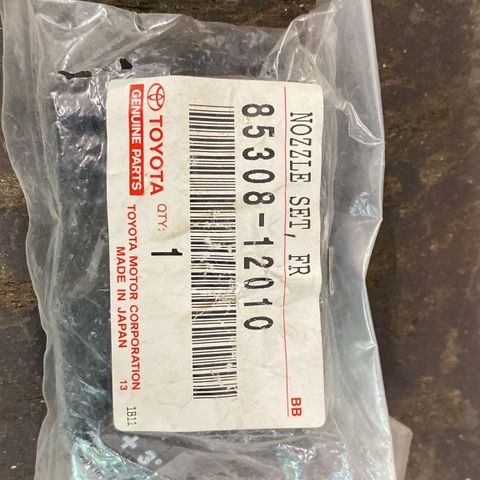 NOZZLE SET, FR
BB
85308-12010
TOYOTA
GENUINE PARTS
QTY:
1
TOYOTA MOTOR CORPORATION
MADE IN JAPAN
13
1B11
× 3°